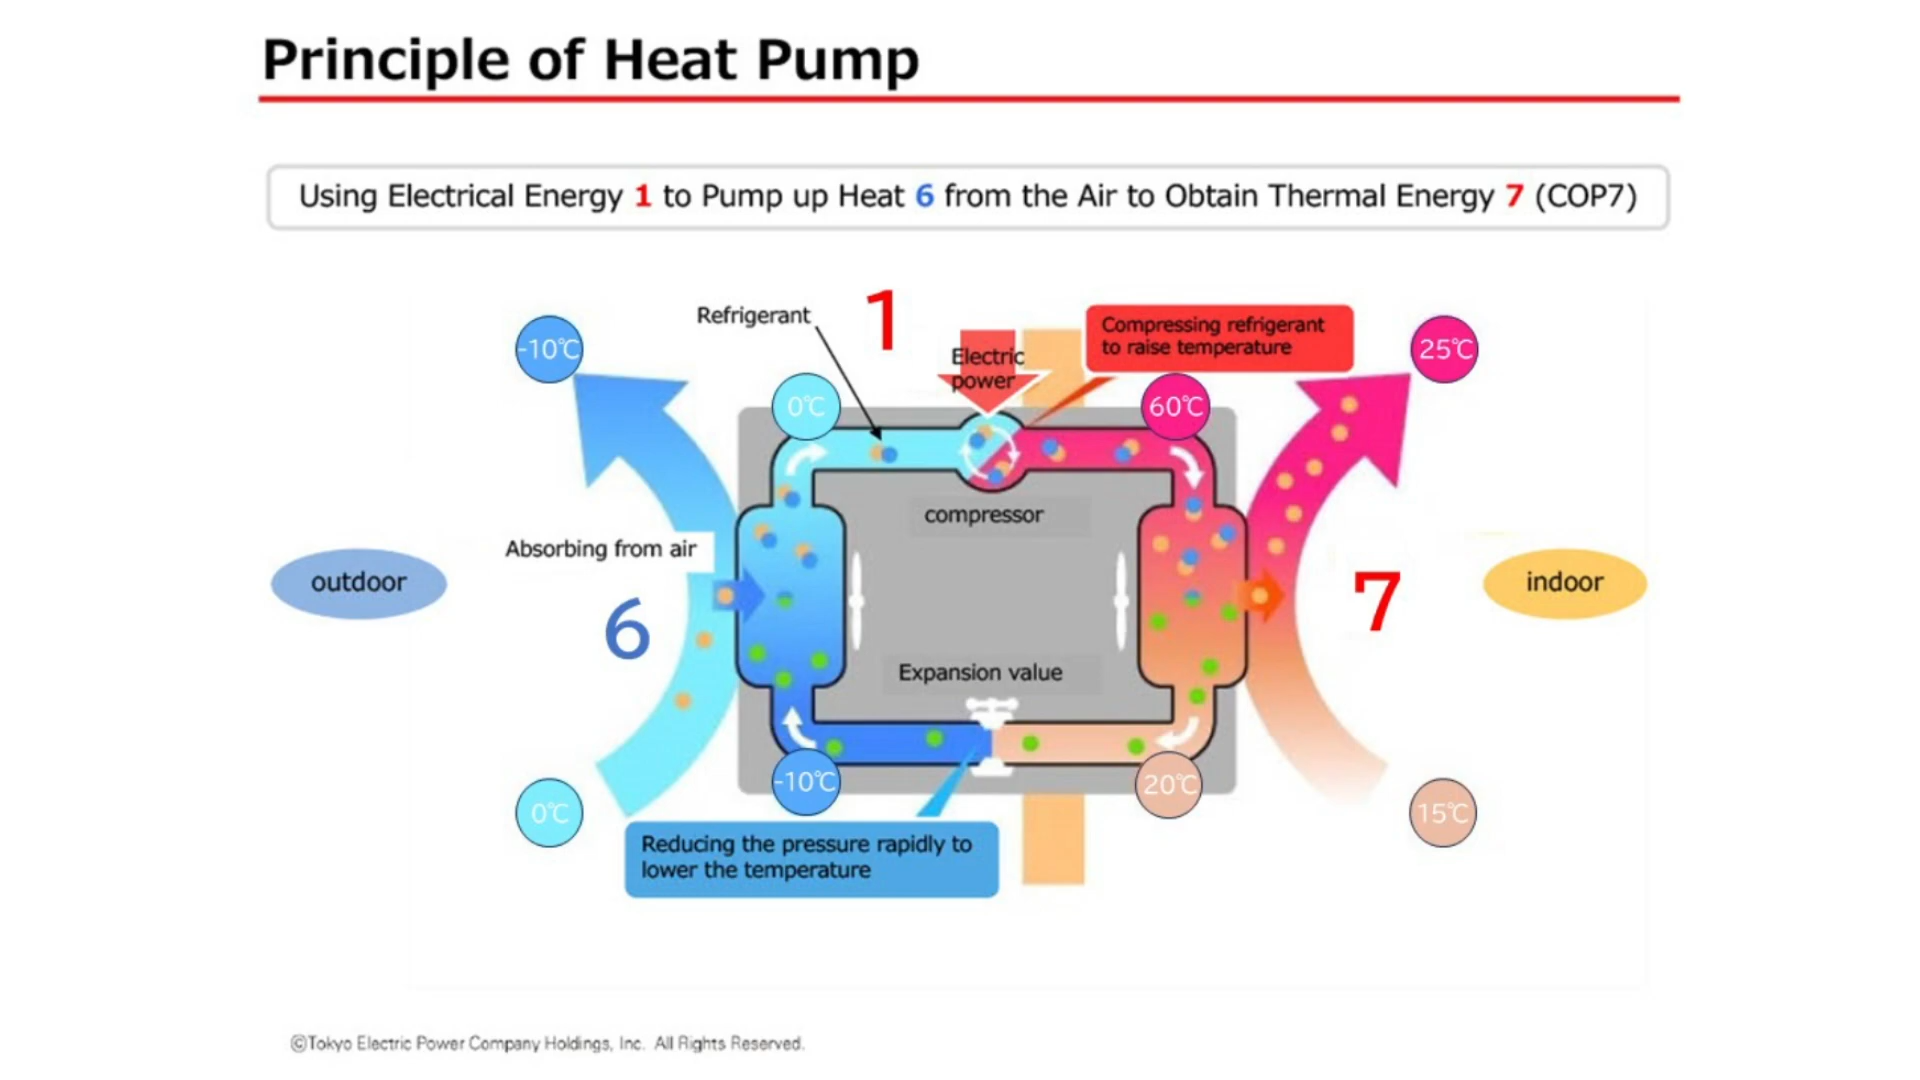 Principle of Heat Pump
Using Electrical Energy 1 to Pump up Heat 6 from the Air to Obtain Thermal Energy 7 (COP7)
Refrigerant
1
Electric
power
Compressing refrigerant
to raise temperature
-10℃
0℃
60℃
25℃
compressor
Absorbing from air
outdoor
6
7
indoor
Expansion value
-10℃
20℃
0℃
15℃
Reducing the pressure rapidly to
lower the temperature
©Tokyo Electric Power Company Holdings, Inc. All Rights Reserved.